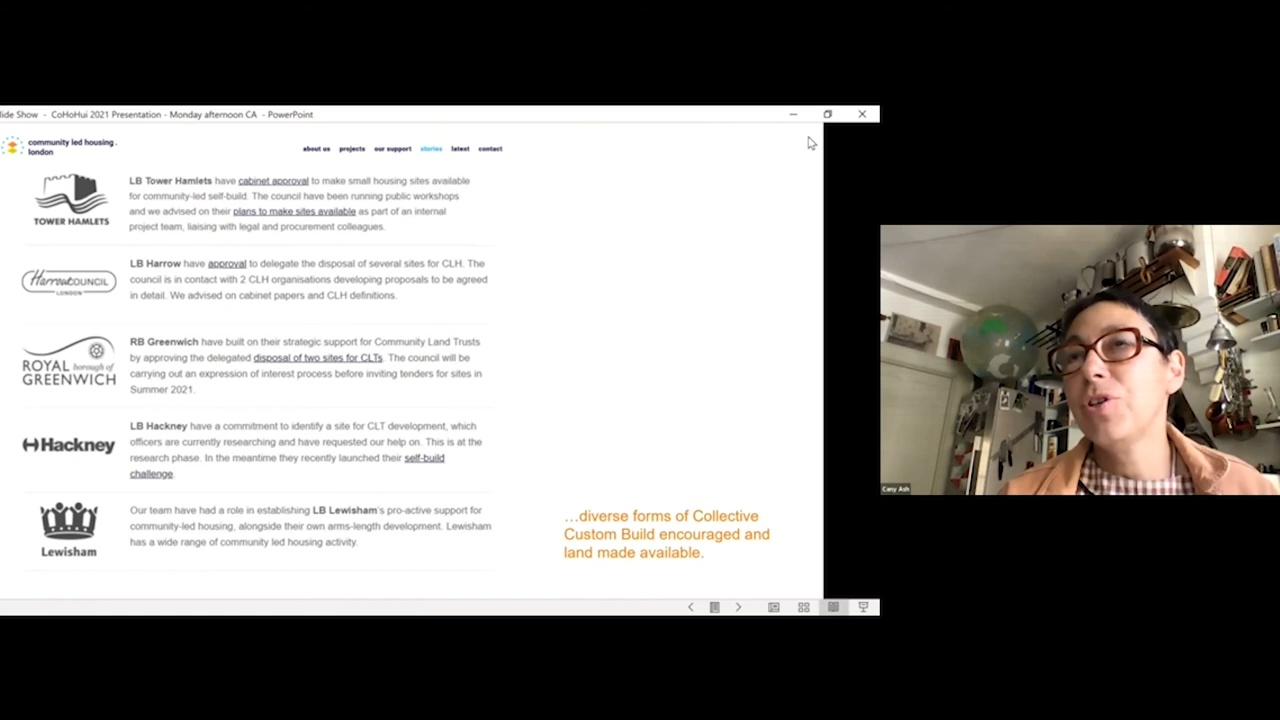 lide Show - CoHoHui 2021 Presentation - Monday afternoon CA - PowerPoint
community led housing.
london
about us projects our support stories latest contact
TOWER HAMLETS
LB Tower Hamlets have cabinet approval to make small housing sites available
for community-led self-build. The council have been running public workshops
and we advised on their plans to make sites available as part of an internal
project team, liaising with legal and procurement colleagues.
HarrowCOUNCIL
LONDON
LB Harrow have approval to delegate the disposal of several sites for CLH. The
council is in contact with 2 CLH organisations developing proposals to be agreed
in detail. We advised on cabinet papers and CLH definitions.
ROYAL borough of
GREENWICH
RB Greenwich have built on their strategic support for Community Land Trusts
by approving the delegated disposal of two sites for CLTs. The council will be
carrying out an expression of interest process before inviting tenders for sites in
Summer 2021.
Hackney
LB Hackney have a commitment to identify a site for CLT development, which
officers are currently researching and have requested our help on. This is at the
research phase. In the meantime they recently launched their self-build
challenge.
Lewisham
Our team have had a role in establishing LB Lewisham's pro-active support for
community-led housing, alongside their own arms-length development. Lewisham
has a wide range of community led housing activity.
...diverse forms of Collective
Custom Build encouraged and
land made available.
Cany Ash